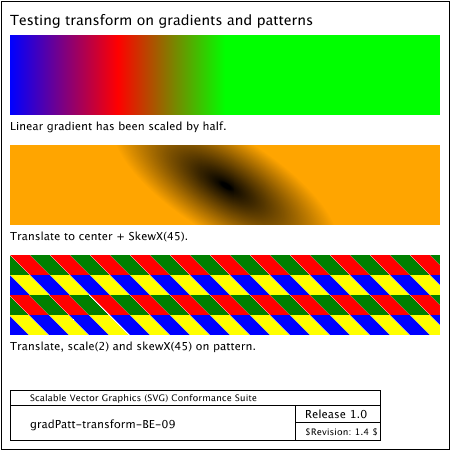 Testing transform on gradients and patterns
Linear gradient has been scaled by half.
Translate to center + SkewX(45).
Translate, scale(2) and skewX(45) on pattern.
Scalable Vector Graphics (SVG) Conformance Suite
gradPatt-transform-BE-09
Release 1.0
$Revision: 1.4 $